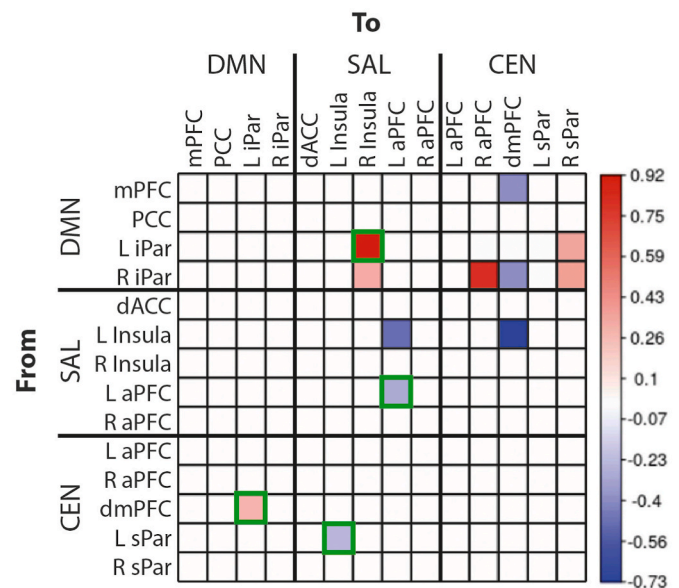 To
DMN SAL CEN
mPFC PCC L iPar R iPar dACC L Insula R Insula L aPFC R aPFC L aPFC R aPFC dmPFC L sPar R sPar
From
DMN
mPFC
PCC
L iPar
R iPar
SAL
dACC
L Insula
R Insula
L aPFC
R aPFC
CEN
L aPFC
R aPFC
dmPFC
L sPar
R sPar
0.92
0.75
0.59
0.43
0.26
0.1
-0.07
-0.23
-0.4
-0.56
-0.73